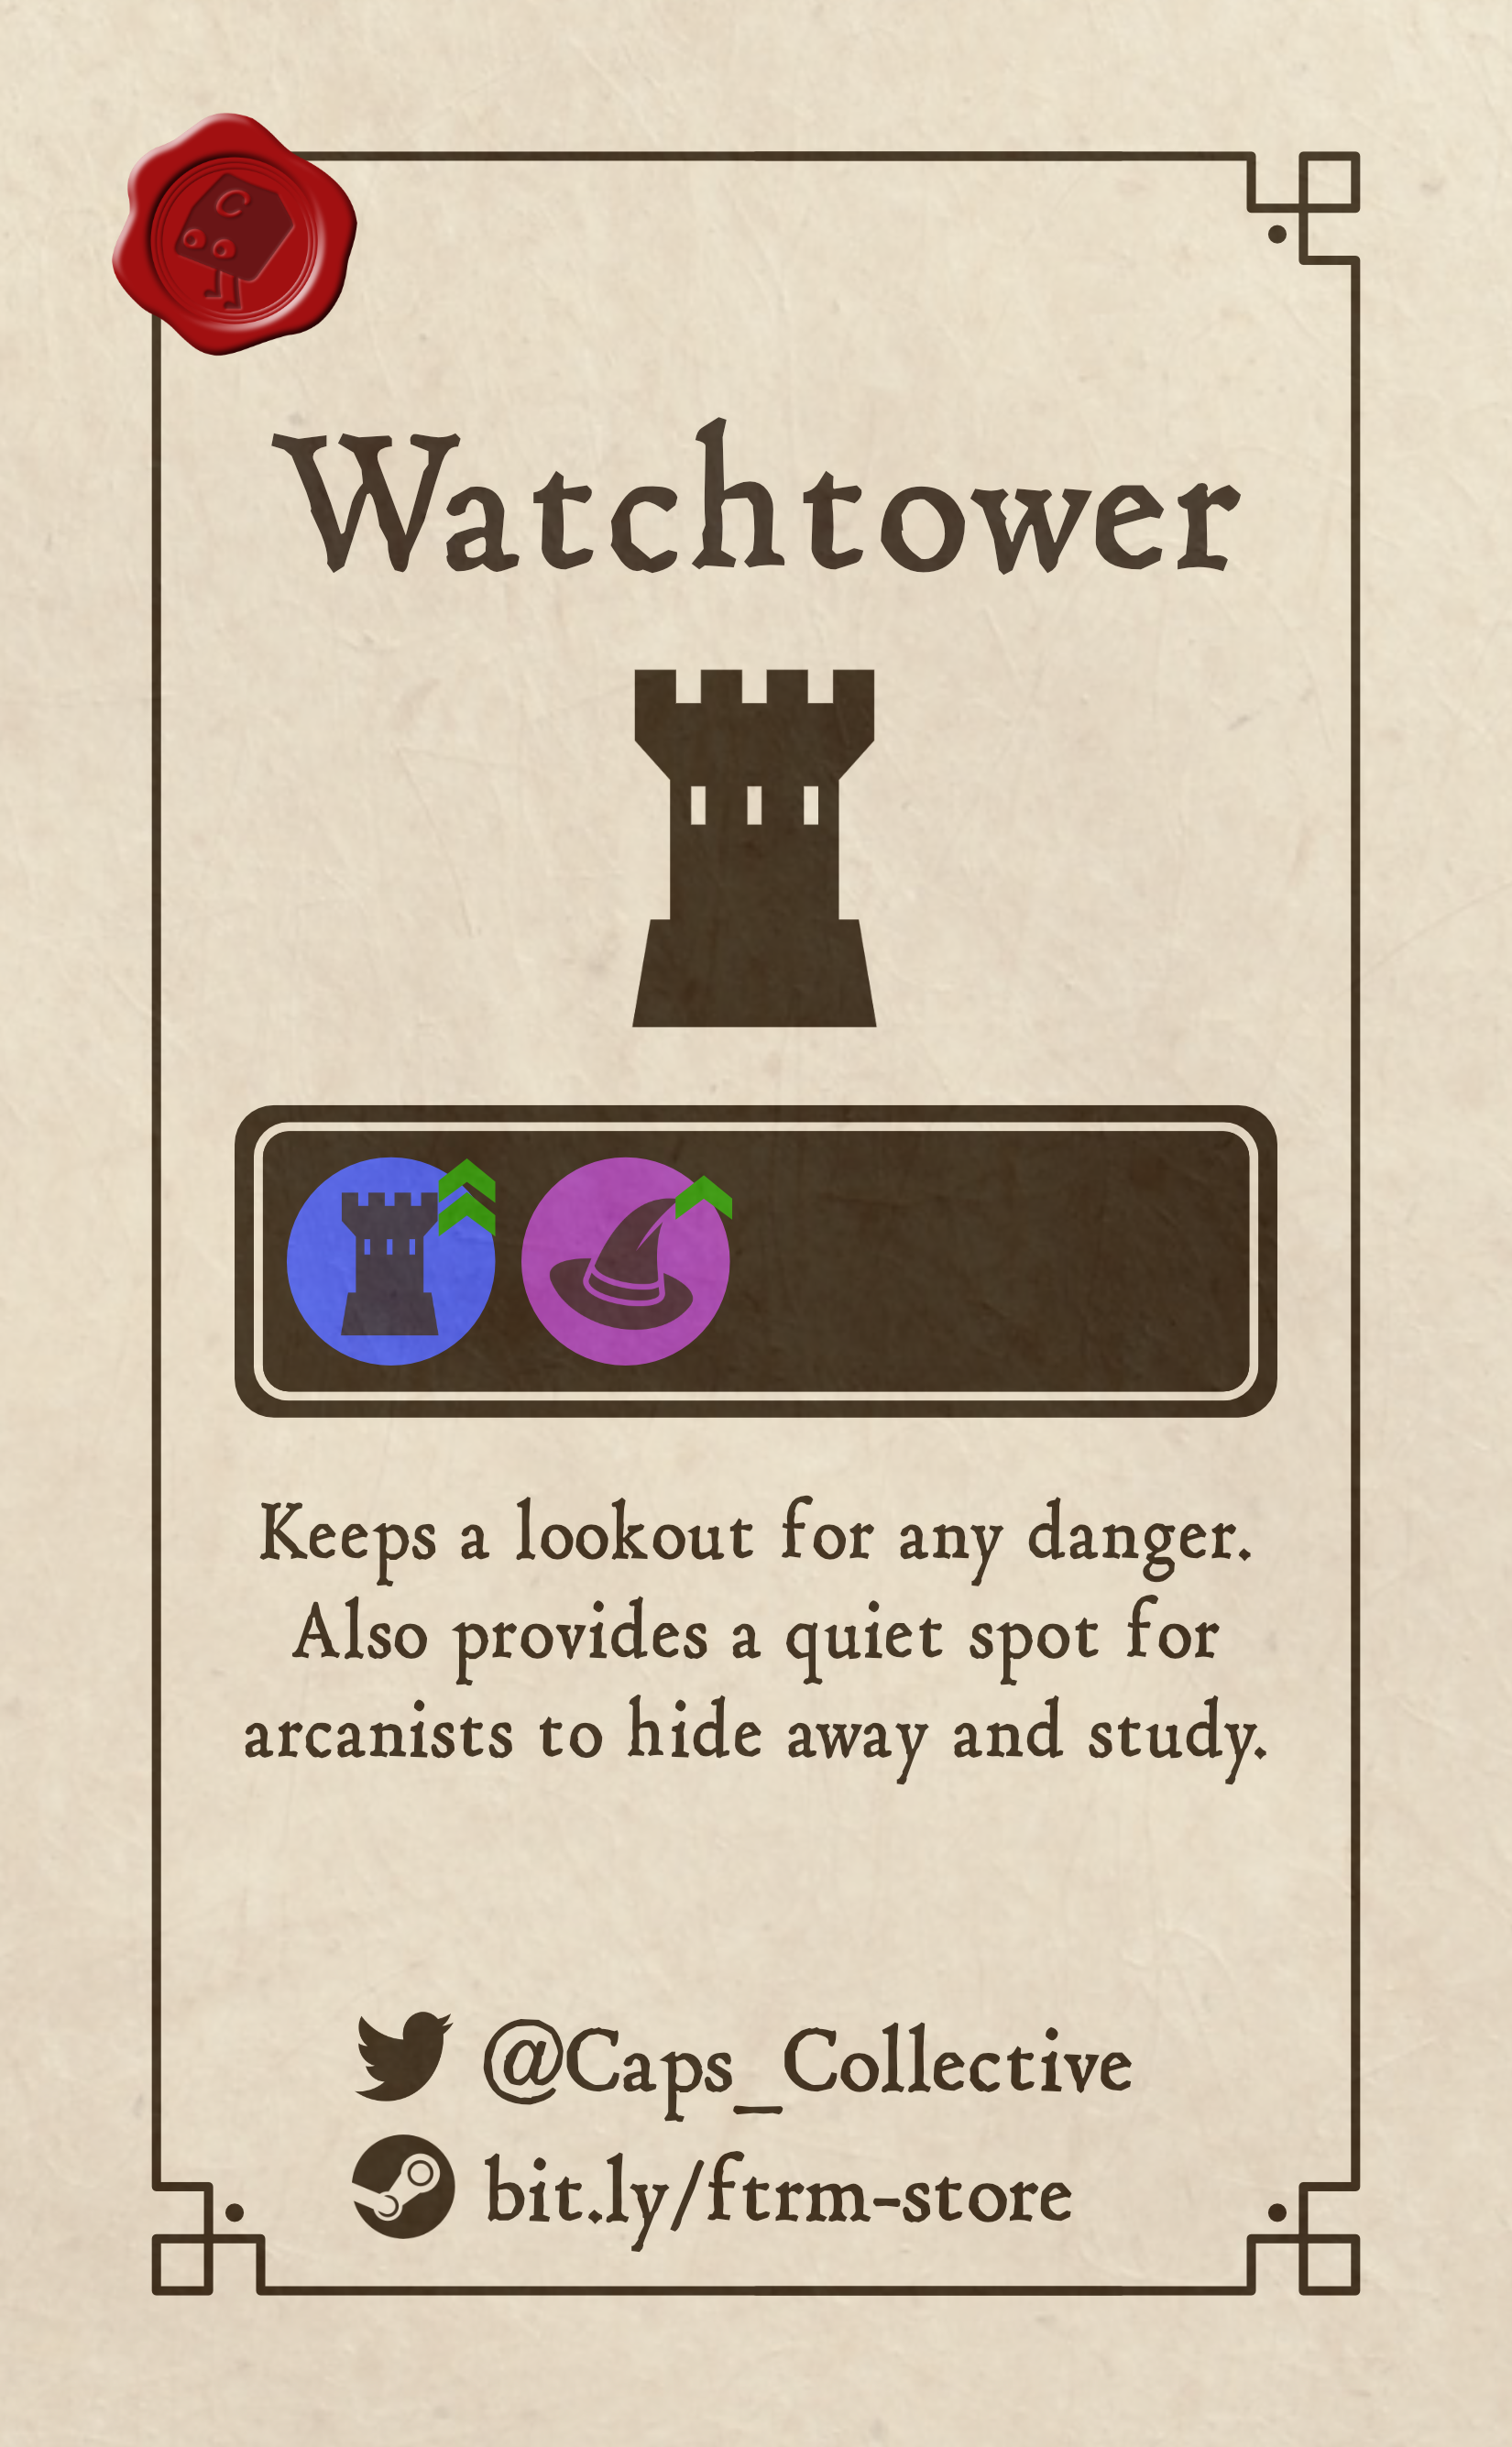 C
Watchtower
Keeps a lookout for any danger.
Also provides a quiet spot for
arcanists to hide away and study.
@Caps_Collective
bit.ly/ftrm-store